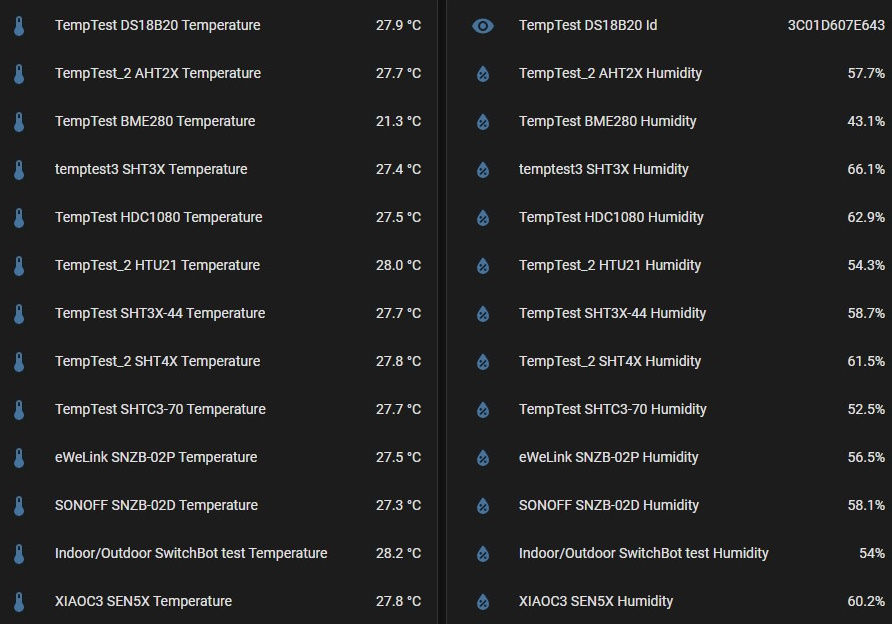 TempTest DS18B20 Temperature 27.9 °C
TempTest_2 AHT2X Temperature 27.7 °C
TempTest BME280 Temperature 21.3 °C
temptest3 SHT3X Temperature 27.4 °C
TempTest HDC1080 Temperature 27.5 °C
TempTest_2 HTU21 Temperature 28.0 °C
TempTest SHT3X-44 Temperature 27.7 °C
TempTest_2 SHT4X Temperature 27.8 °C
TempTest SHTC3-70 Temperature 27.7 °C
eWeLink SNZB-02P Temperature 27.5 °C
SONOFF SNZB-02D Temperature 27.3 °C
Indoor/Outdoor SwitchBot test Temperature 28.2 °C
XIAOC3 SEN5X Temperature 27.8 °C
TempTest DS18B20 Id 3C01D607E643
TempTest_2 AHT2X Humidity 57.7%
TempTest BME280 Humidity 43.1%
temptest3 SHT3X Humidity 66.1%
TempTest HDC1080 Humidity 62.9%
TempTest_2 HTU21 Humidity 54.3%
TempTest SHT3X-44 Humidity 58.7%
TempTest_2 SHT4X Humidity 61.5%
TempTest SHTC3-70 Humidity 52.5%
eWeLink SNZB-02P Humidity 56.5%
SONOFF SNZB-02D Humidity 58.1%
Indoor/Outdoor SwitchBot test Humidity 54%
XIAOC3 SEN5X Humidity 60.2%